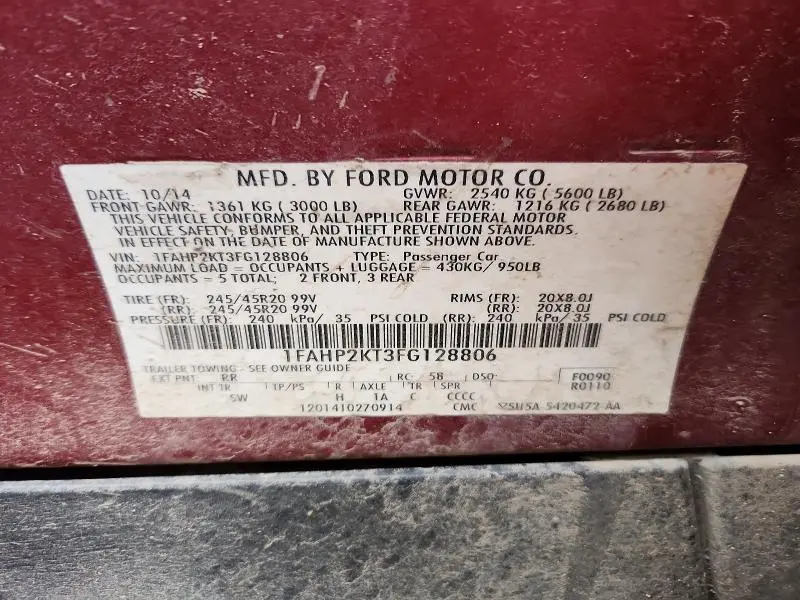 MFD. BY FORD MOTOR CO.
DATE: 10/14 GVWR: 2540 KG ( 5600 LB)
FRONT GAWR: 1361 KG ( 3000 LB) REAR GAWR: 1216 KG ( 2680 LB)
THIS VEHICLE CONFORMS TO ALL APPLICABLE FEDERAL MOTOR
VEHICLE SAFETY, BUMPER, AND THEFT PREVENTION STANDARDS
IN EFFECT ON THE DATE OF MANUFACTURE SHOWN ABOVE.
VIN: 1FAHP2KT3FG128806 TYPE: Passenger Car
MAXIMUM LOAD = OCCUPANTS + LUGGAGE = 430KG/ 950LB
OCCUPANTS = 5 TOTAL; 2 FRONT, 3 REAR
TIRE (FR): 245/45R20 99V RIMS (FR): 20X8.0J
(RR): 245/45R20 99V (RR): 20X8.0J
PRESSURE (FR): 240 kPa/ 35 PSI COLD (RR): 240 kPa/ 35 PSI COLD
1FAHP2KT3FG128806
TRAILER TOWING - SEE OWNER GUIDE
EXT PNT: RR RC: 58 DSO: F0090
INT TR TP/PS R AXLE TR SPR R0110
SW H 1A C CCCC
1201410270914 CMC 5420472 AA